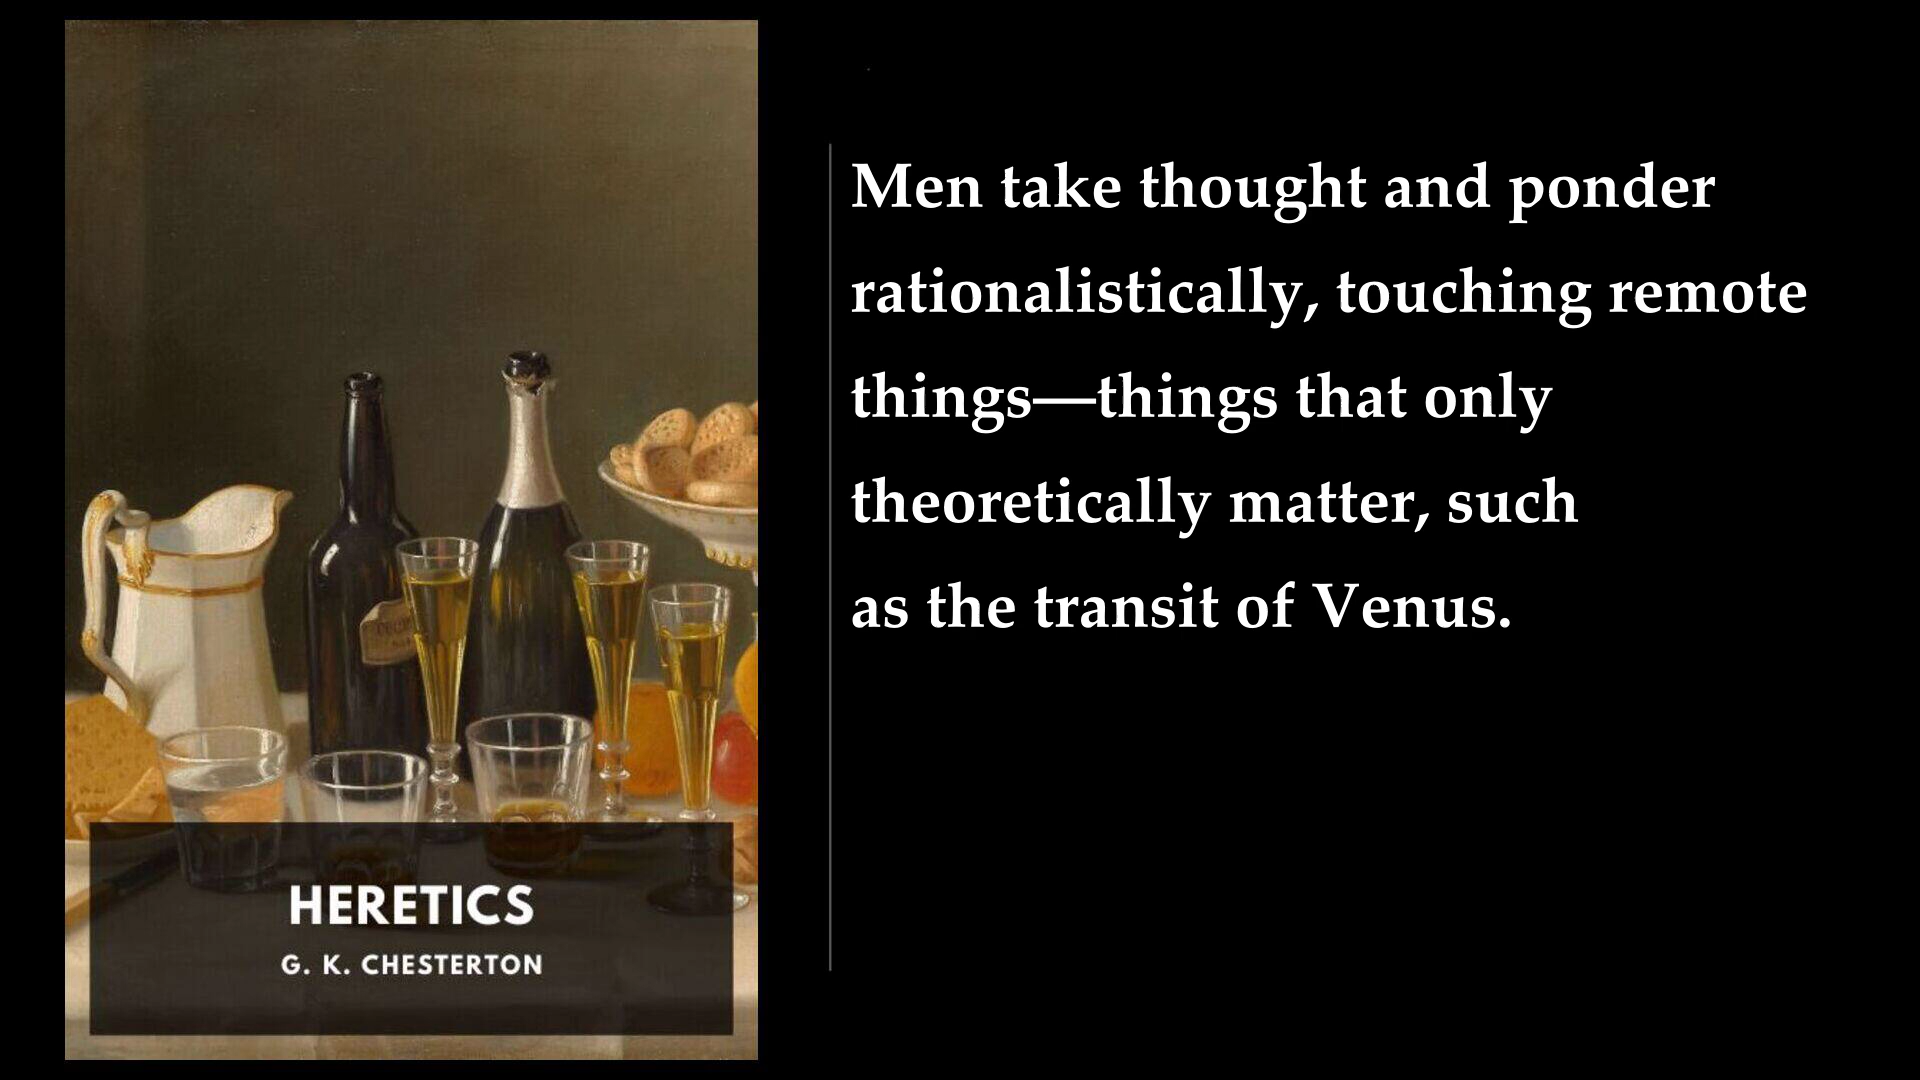 Men take thought and ponder
rationalistically, touching remote
things—things that only
theoretically matter, such
as the transit of Venus.
HERETICS
G. K. CHESTERTON